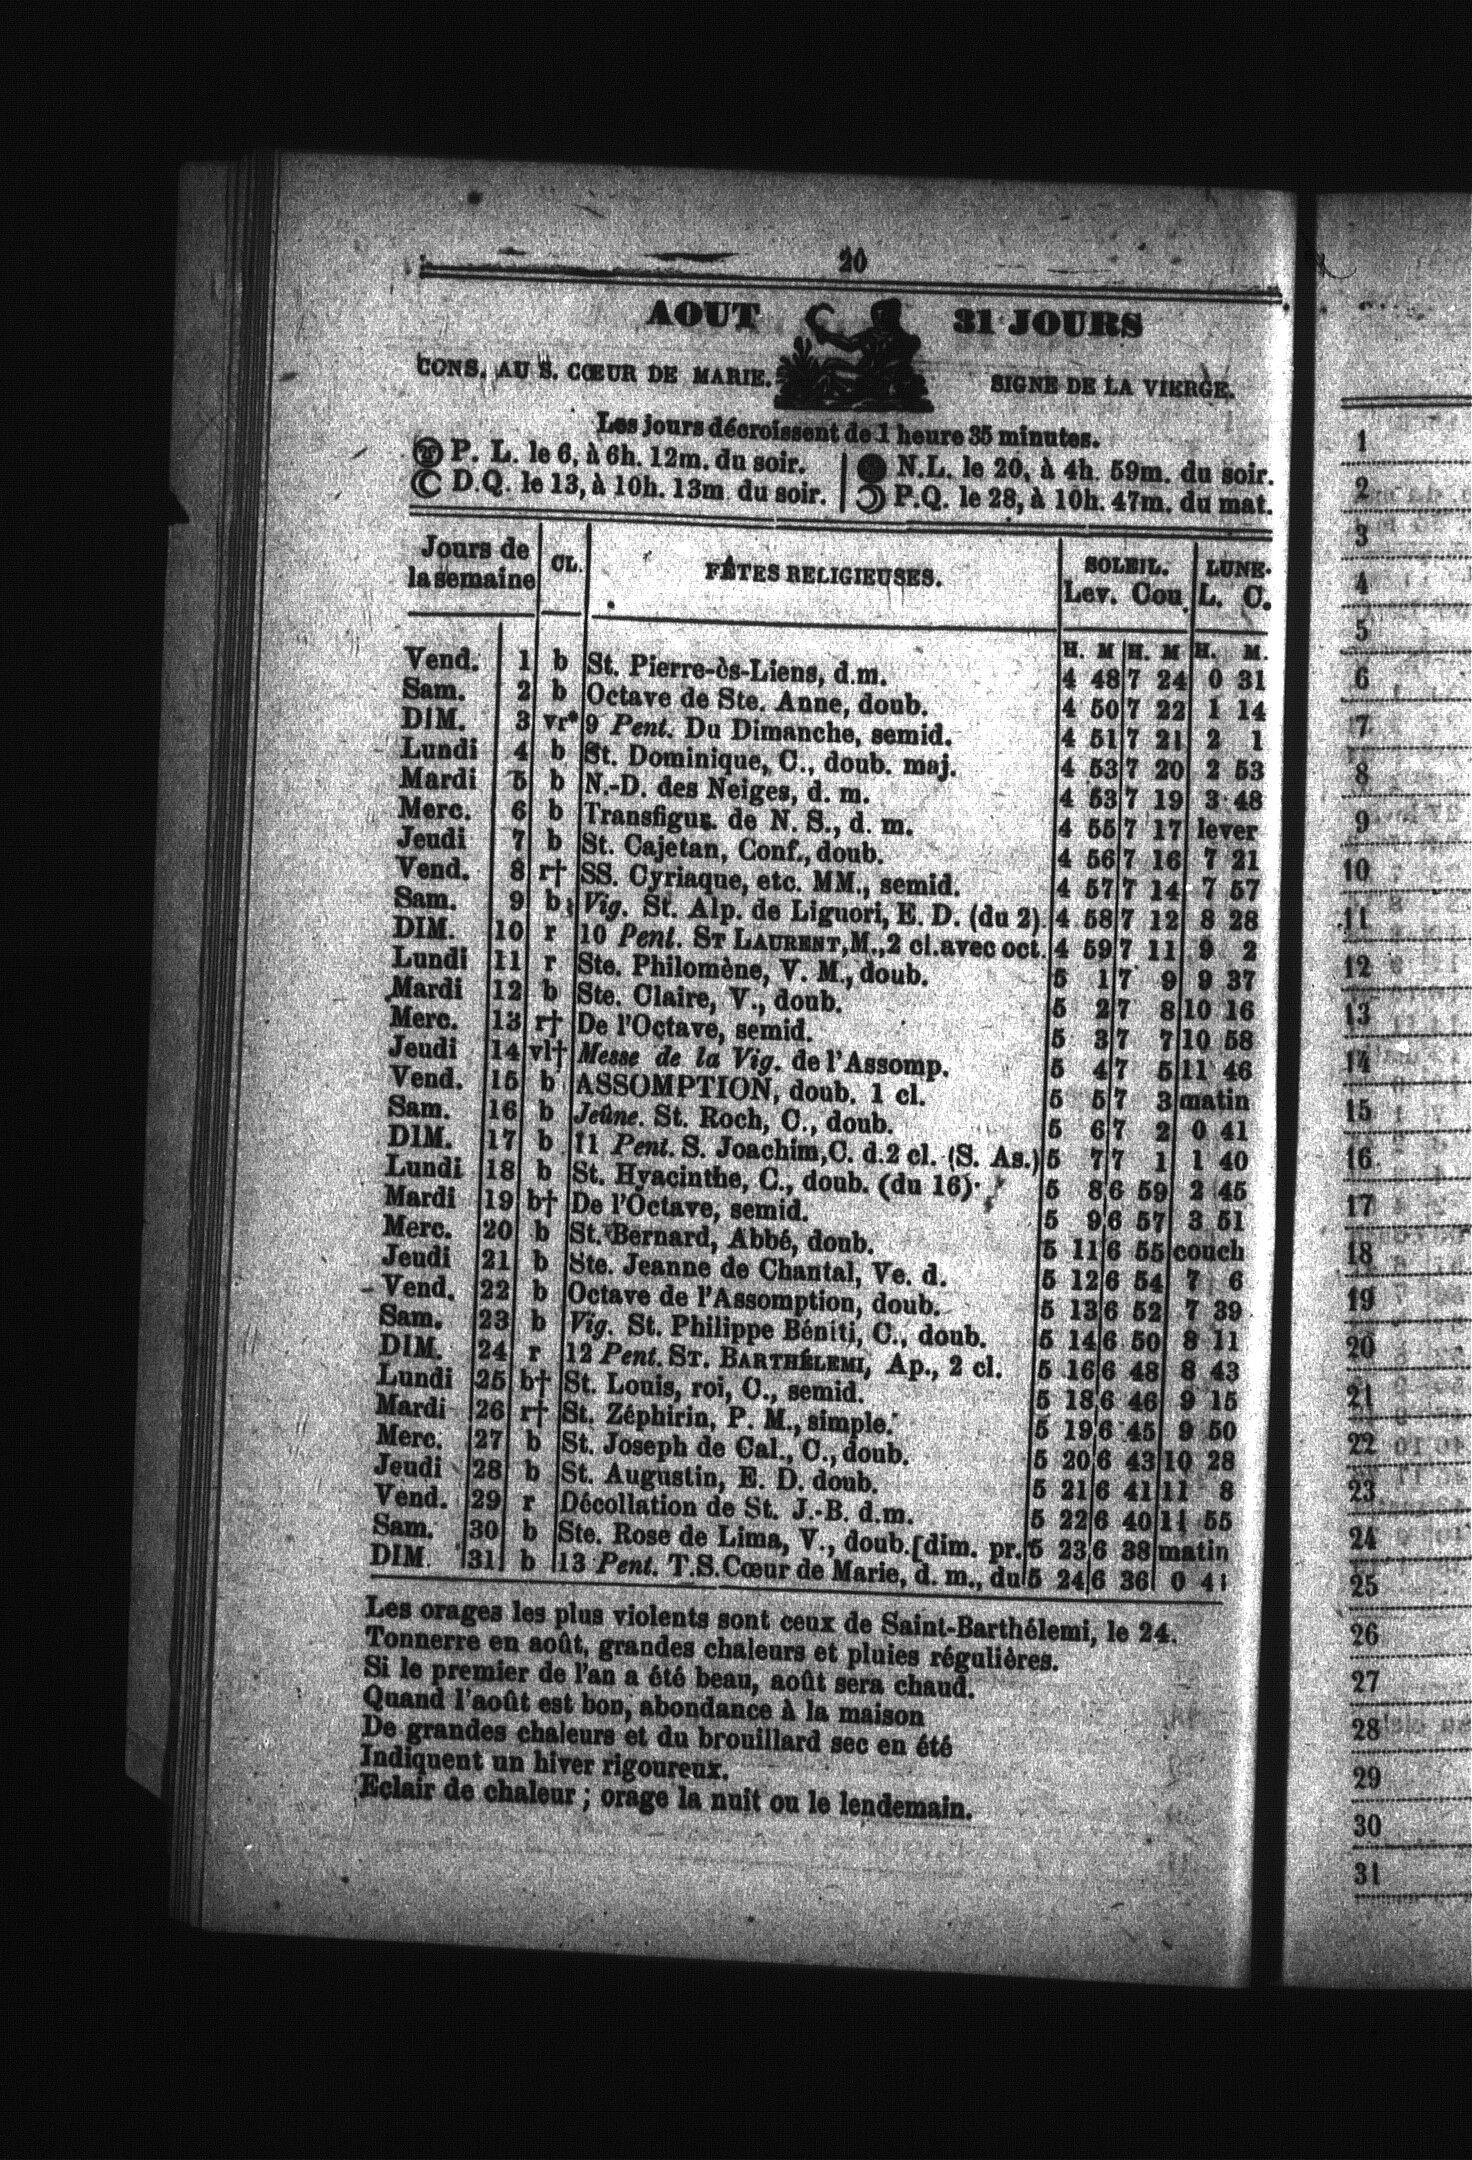 20
AOUT 31 JOURS
CONS. AU S. CŒUR DE MARIE. SIGNE DE LA VIERGE.
Les jours décroissent de 1 heure 35 minutes.
P. L. le 6, à 6h. 12m. du soir. N.L. le 20, à 4h. 59m. du soir.
D.Q. le 13, à 10h. 13m. du soir. P.Q. le 28, à 10h. 47m. du mat.
Jours de la semaine CL. FÊTES RELIGIEUSES. SOLEIL. Lev. Cou. LUNE. L. C.
H. M H. M H. M.
Vend. 1 b St. Pierre-ès-Liens, d.m. 4 48 7 24 0 31
Sam. 2 b Octave de Ste. Anne, doub. 4 50 7 22 1 14
DIM. 3 vr* 9 Pent. Du Dimanche, semid. 4 51 7 21 2 1
Lundi 4 b St. Dominique, C., doub. maj. 4 53 7 20 2 53
Mardi 5 b N.-D. des Neiges, d. m. 4 53 7 19 3 48
Merc. 6 b Transfigur. de N. S., d. m. 4 55 7 17 lever
Jeudi 7 b St. Cajetan, Conf., doub. 4 56 7 16 7 21
Vend. 8 r† SS. Cyriaque, etc. MM., semid. 4 57 7 14 7 57
Sam. 9 b Vig. St. Alp. de Liguori, E. D. (du 2). 4 58 7 12 8 28
DIM. 10 r 10 Pent. ST LAURENT, M., 2 cl. avec oct. 4 59 7 11 9 2
Lundi 11 r Ste. Philomène, V. M., doub. 5 1 7 9 9 37
Mardi 12 b Ste. Claire, V., doub. 5 2 7 8 10 16
Merc. 13 r† De l'Octave, semid. 5 3 7 7 10 58
Jeudi 14 vl† Messe de la Vig. de l'Assomp. 5 4 7 5 11 46
Vend. 15 b ASSOMPTION, doub. 1 cl. 5 5 7 3 matin
Sam. 16 b Jeûne. St. Roch, C., doub. 5 6 7 2 0 41
DIM. 17 b 11 Pent. S. Joachim, C. d. 2 cl. (S. As.) 5 7 7 1 1 40
Lundi 18 b St. Hyacinthe, C., doub. (du 16) 5 8 6 59 2 45
Mardi 19 b† De l'Octave, semid. 5 9 6 57 3 51
Merc. 20 b St. Bernard, Abbé, doub. 5 11 6 55 couch
Jeudi 21 b Ste. Jeanne de Chantal, Ve. d. 5 12 6 54 7 6
Vend. 22 b Octave de l'Assomption, doub. 5 13 6 52 7 39
Sam. 23 b Vig. St. Philippe Béniti, C., doub. 5 14 6 50 8 11
DIM. 24 r 12 Pent. ST. BARTHÉLEMI, Ap., 2 cl. 5 16 6 48 8 43
Lundi 25 b† St. Louis, roi, C., semid. 5 18 6 46 9 15
Mardi 26 r† St. Zéphirin, P. M., simple. 5 19 6 45 9 50
Merc. 27 b St. Joseph de Cal., C., doub. 5 20 6 43 10 28
Jeudi 28 b St. Augustin, E. D. doub. 5 21 6 41 11 8
Vend. 29 r Décollation de St. J.-B. d.m. 5 22 6 40 11 55
Sam. 30 b Ste. Rose de Lima, V., doub. [dim. pr. 5 23 6 38 matin
DIM. 31 b 13 Pent. T.S. Cœur de Marie, d. m., du 5 24 6 36 0 41
Les orages les plus violents sont ceux de Saint-Barthélemi, le 24.
Tonnerre en août, grandes chaleurs et pluies régulières.
Si le premier de l'an a été beau, août sera chaud.
Quand l'août est bon, abondance à la maison
De grandes chaleurs et du brouillard sec en été
Indiquent un hiver rigoureux.
Eclair de chaleur ; orage la nuit ou le lendemain.
1
2
3
4
5
6
7
8
9
10
11
12
13
14
15
16
17
18
19
20
21
22
23
24
25
26
27
28
29
30
31